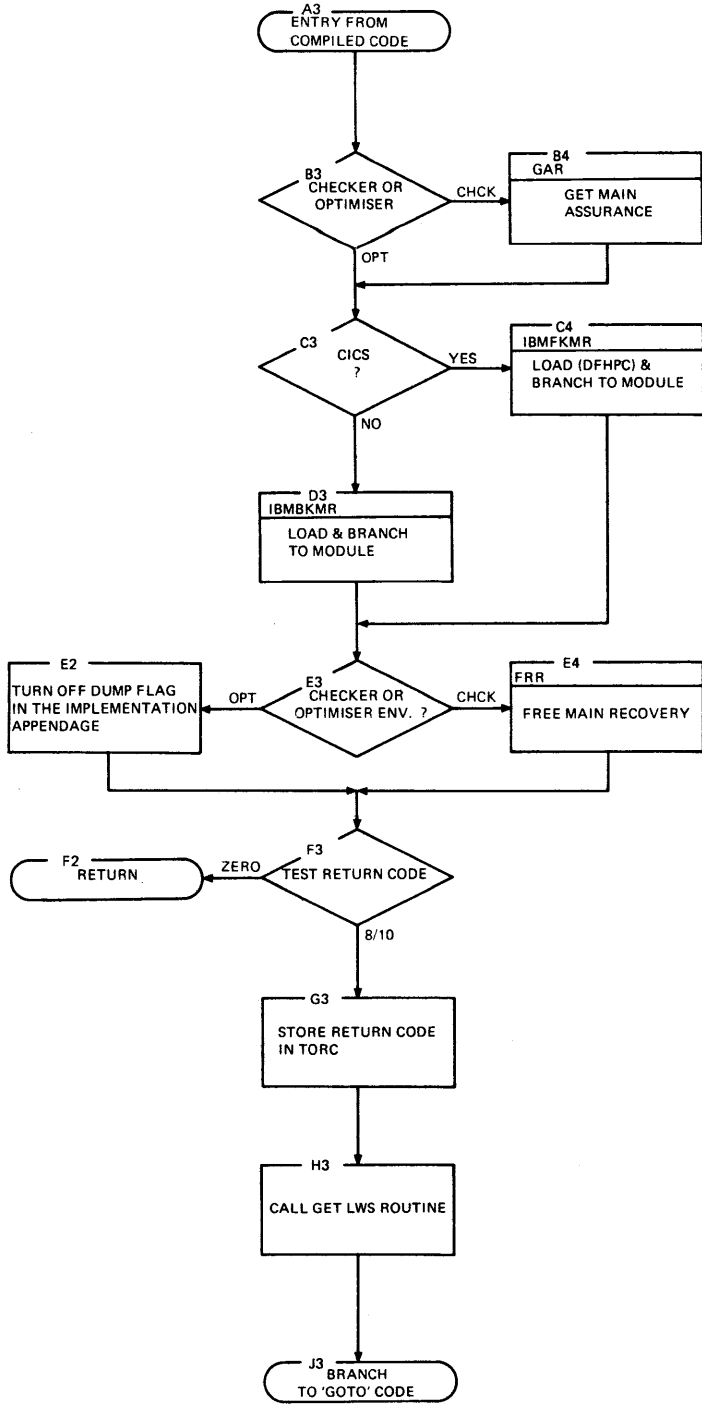 A3
ENTRY FROM
COMPILED CODE
B3
CHECKER OR
OPTIMISER
CHCK
OPT
B4
GAR
GET MAIN
ASSURANCE
C3
CICS
?
YES
NO
C4
IBMFKMR
LOAD (DFHPC) &
BRANCH TO MODULE
D3
IBMBKMR
LOAD & BRANCH
TO MODULE
E2
TURN OFF DUMP FLAG
IN THE IMPLEMENTATION
APPENDAGE
OPT
E3
CHECKER OR
OPTIMISER ENV. ?
CHCK
E4
FRR
FREE MAIN RECOVERY
F2
RETURN
ZERO
F3
TEST RETURN CODE
8/10
G3
STORE RETURN CODE
IN TORC
H3
CALL GET LWS ROUTINE
J3
BRANCH
TO 'GOTO' CODE